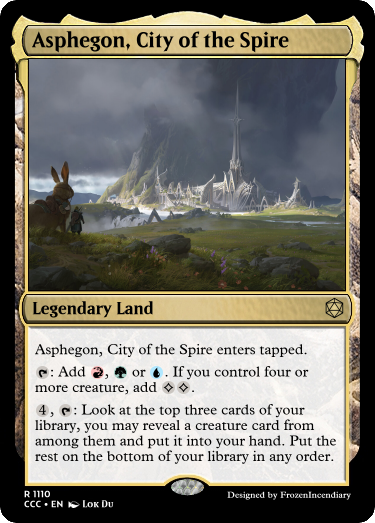 Asphegon, City of the Spire
Legendary Land
Asphegon, City of the Spire enters tapped.
: Add , or . If you control four or
more creature, add .
4, : Look at the top three cards of your
library, you may reveal a creature card from
among them and put it into your hand. Put the
rest on the bottom of your library in any order.
R 1110
CCC • EN Lok Du
Designed by FrozenIncendiary